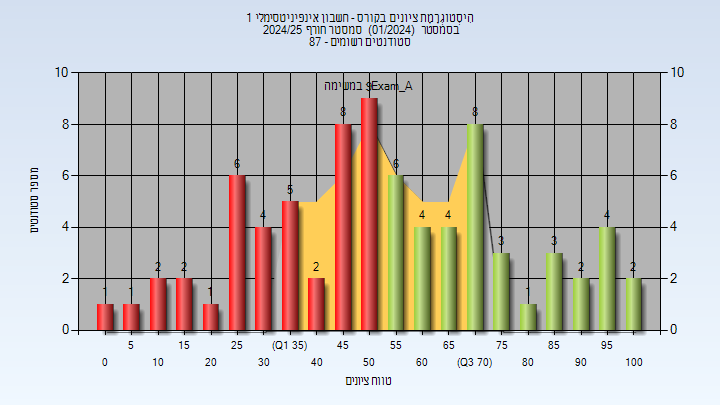 היסטוגרמת ציונים בקורס - חשבון אינפיניטסימלי 1
בסמסטר (01/2024) סמסטר חורף 2024/25
סטודנטים רשומים - 87
במשימה Exam_A
מספר סטודנטים
10 10
8 8
6 6
4 4
2 2
0 0
1 1 2 2 1 6 4 5 2 8 9 6 4 4 8 3 1 3 2 4 2
5 15 25 (Q1 35) 45 55 65 75 85 95
0 10 20 30 40 50 60 (Q3 70) 80 90 100
טווח ציונים